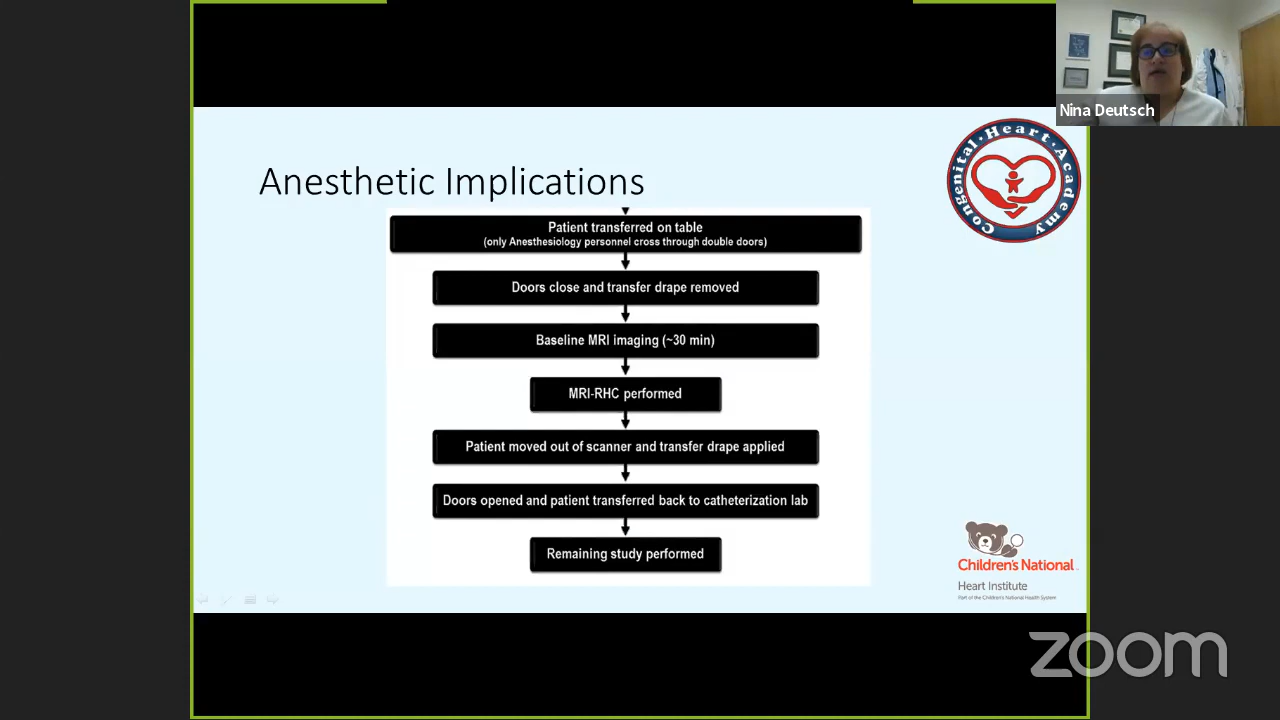 Nina Deutsch
Congenital Heart Academy
Anesthetic Implications
Patient transferred on table
(only Anesthesiology personnel cross through double doors)
Doors close and transfer drape removed
Baseline MRI imaging (~30 min)
MRI-RHC performed
Patient moved out of scanner and transfer drape applied
Doors opened and patient transferred back to catheterization lab
Remaining study performed
Children's National
Heart Institute
Part of the Children's National Health System
zoom